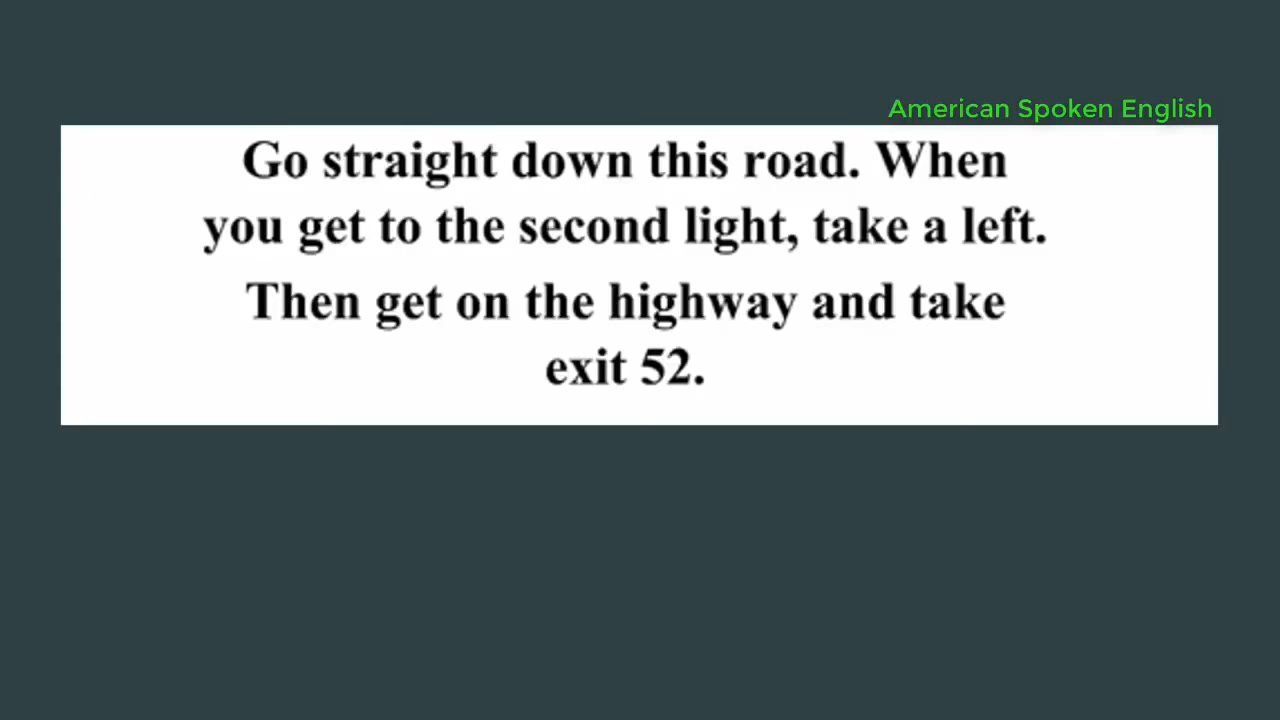 American Spoken English
Go straight down this road. When
you get to the second light, take a left.
Then get on the highway and take
exit 52.